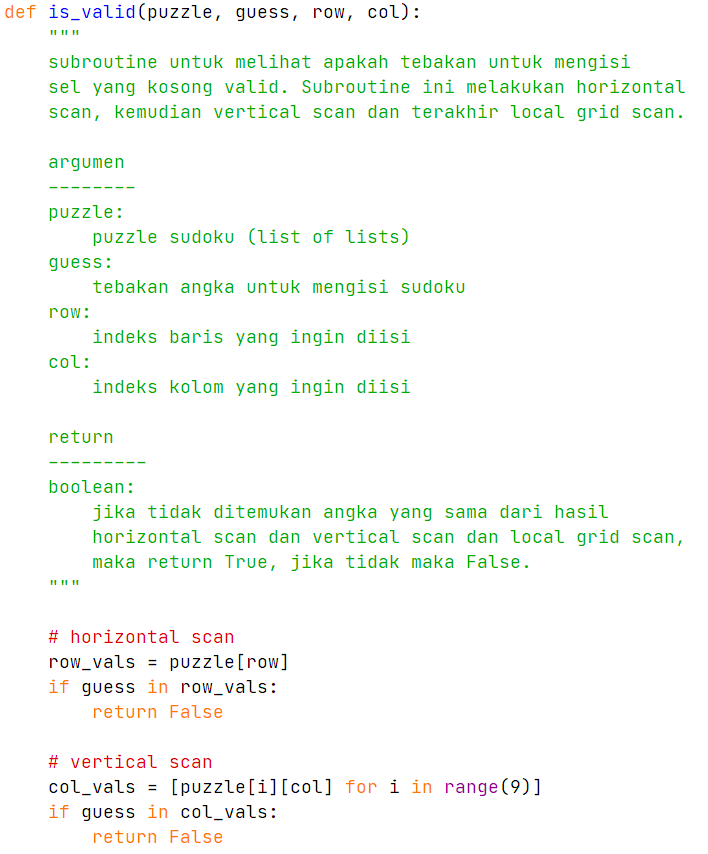 def is_valid(puzzle, guess, row, col):
    """
    subroutine untuk melihat apakah tebakan untuk mengisi
    sel yang kosong valid. Subroutine ini melakukan horizontal
    scan, kemudian vertical scan dan terakhir local grid scan.

    argumen
    --------
    puzzle:
        puzzle sudoku (list of lists)
    guess:
        tebakan angka untuk mengisi sudoku
    row:
        indeks baris yang ingin diisi
    col:
        indeks kolom yang ingin diisi

    return
    ---------
    boolean:
        jika tidak ditemukan angka yang sama dari hasil
        horizontal scan dan vertical scan dan local grid scan,
        maka return True, jika tidak maka False.
    """

    # horizontal scan
    row_vals = puzzle[row]
    if guess in row_vals:
        return False

    # vertical scan
    col_vals = [puzzle[i][col] for i in range(9)]
    if guess in col_vals:
        return False